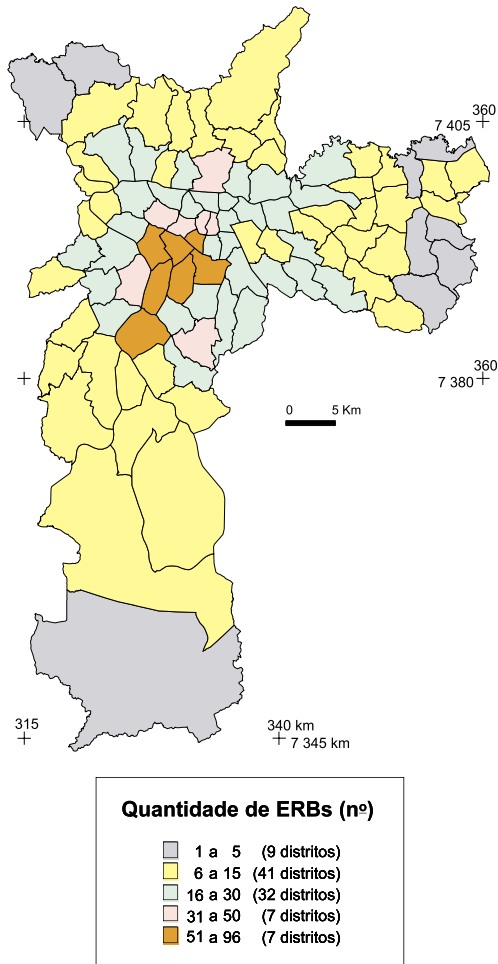 360
7 405
360
7 380
0 5 Km
315
340 km
7 345 km
Quantidade de ERBs (nº)
1 a 5 (9 distritos)
6 a 15 (41 distritos)
16 a 30 (32 distritos)
31 a 50 (7 distritos)
51 a 96 (7 distritos)